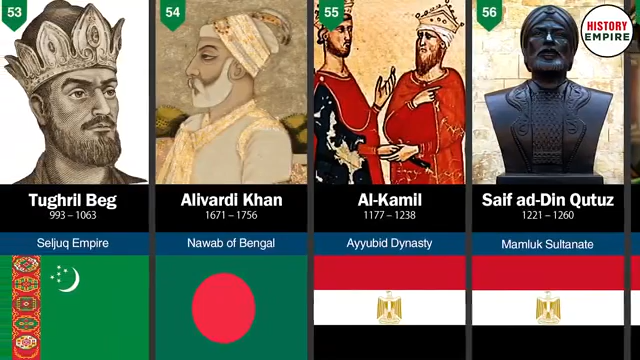 53
Tughril Beg
993 – 1063
Seljuq Empire
54
Alivardi Khan
1671 – 1756
Nawab of Bengal
55
Al-Kamil
1177 – 1238
Ayyubid Dynasty
56
Saif ad-Din Qutuz
1221 – 1260
Mamluk Sultanate
HISTORY
EMPIRE